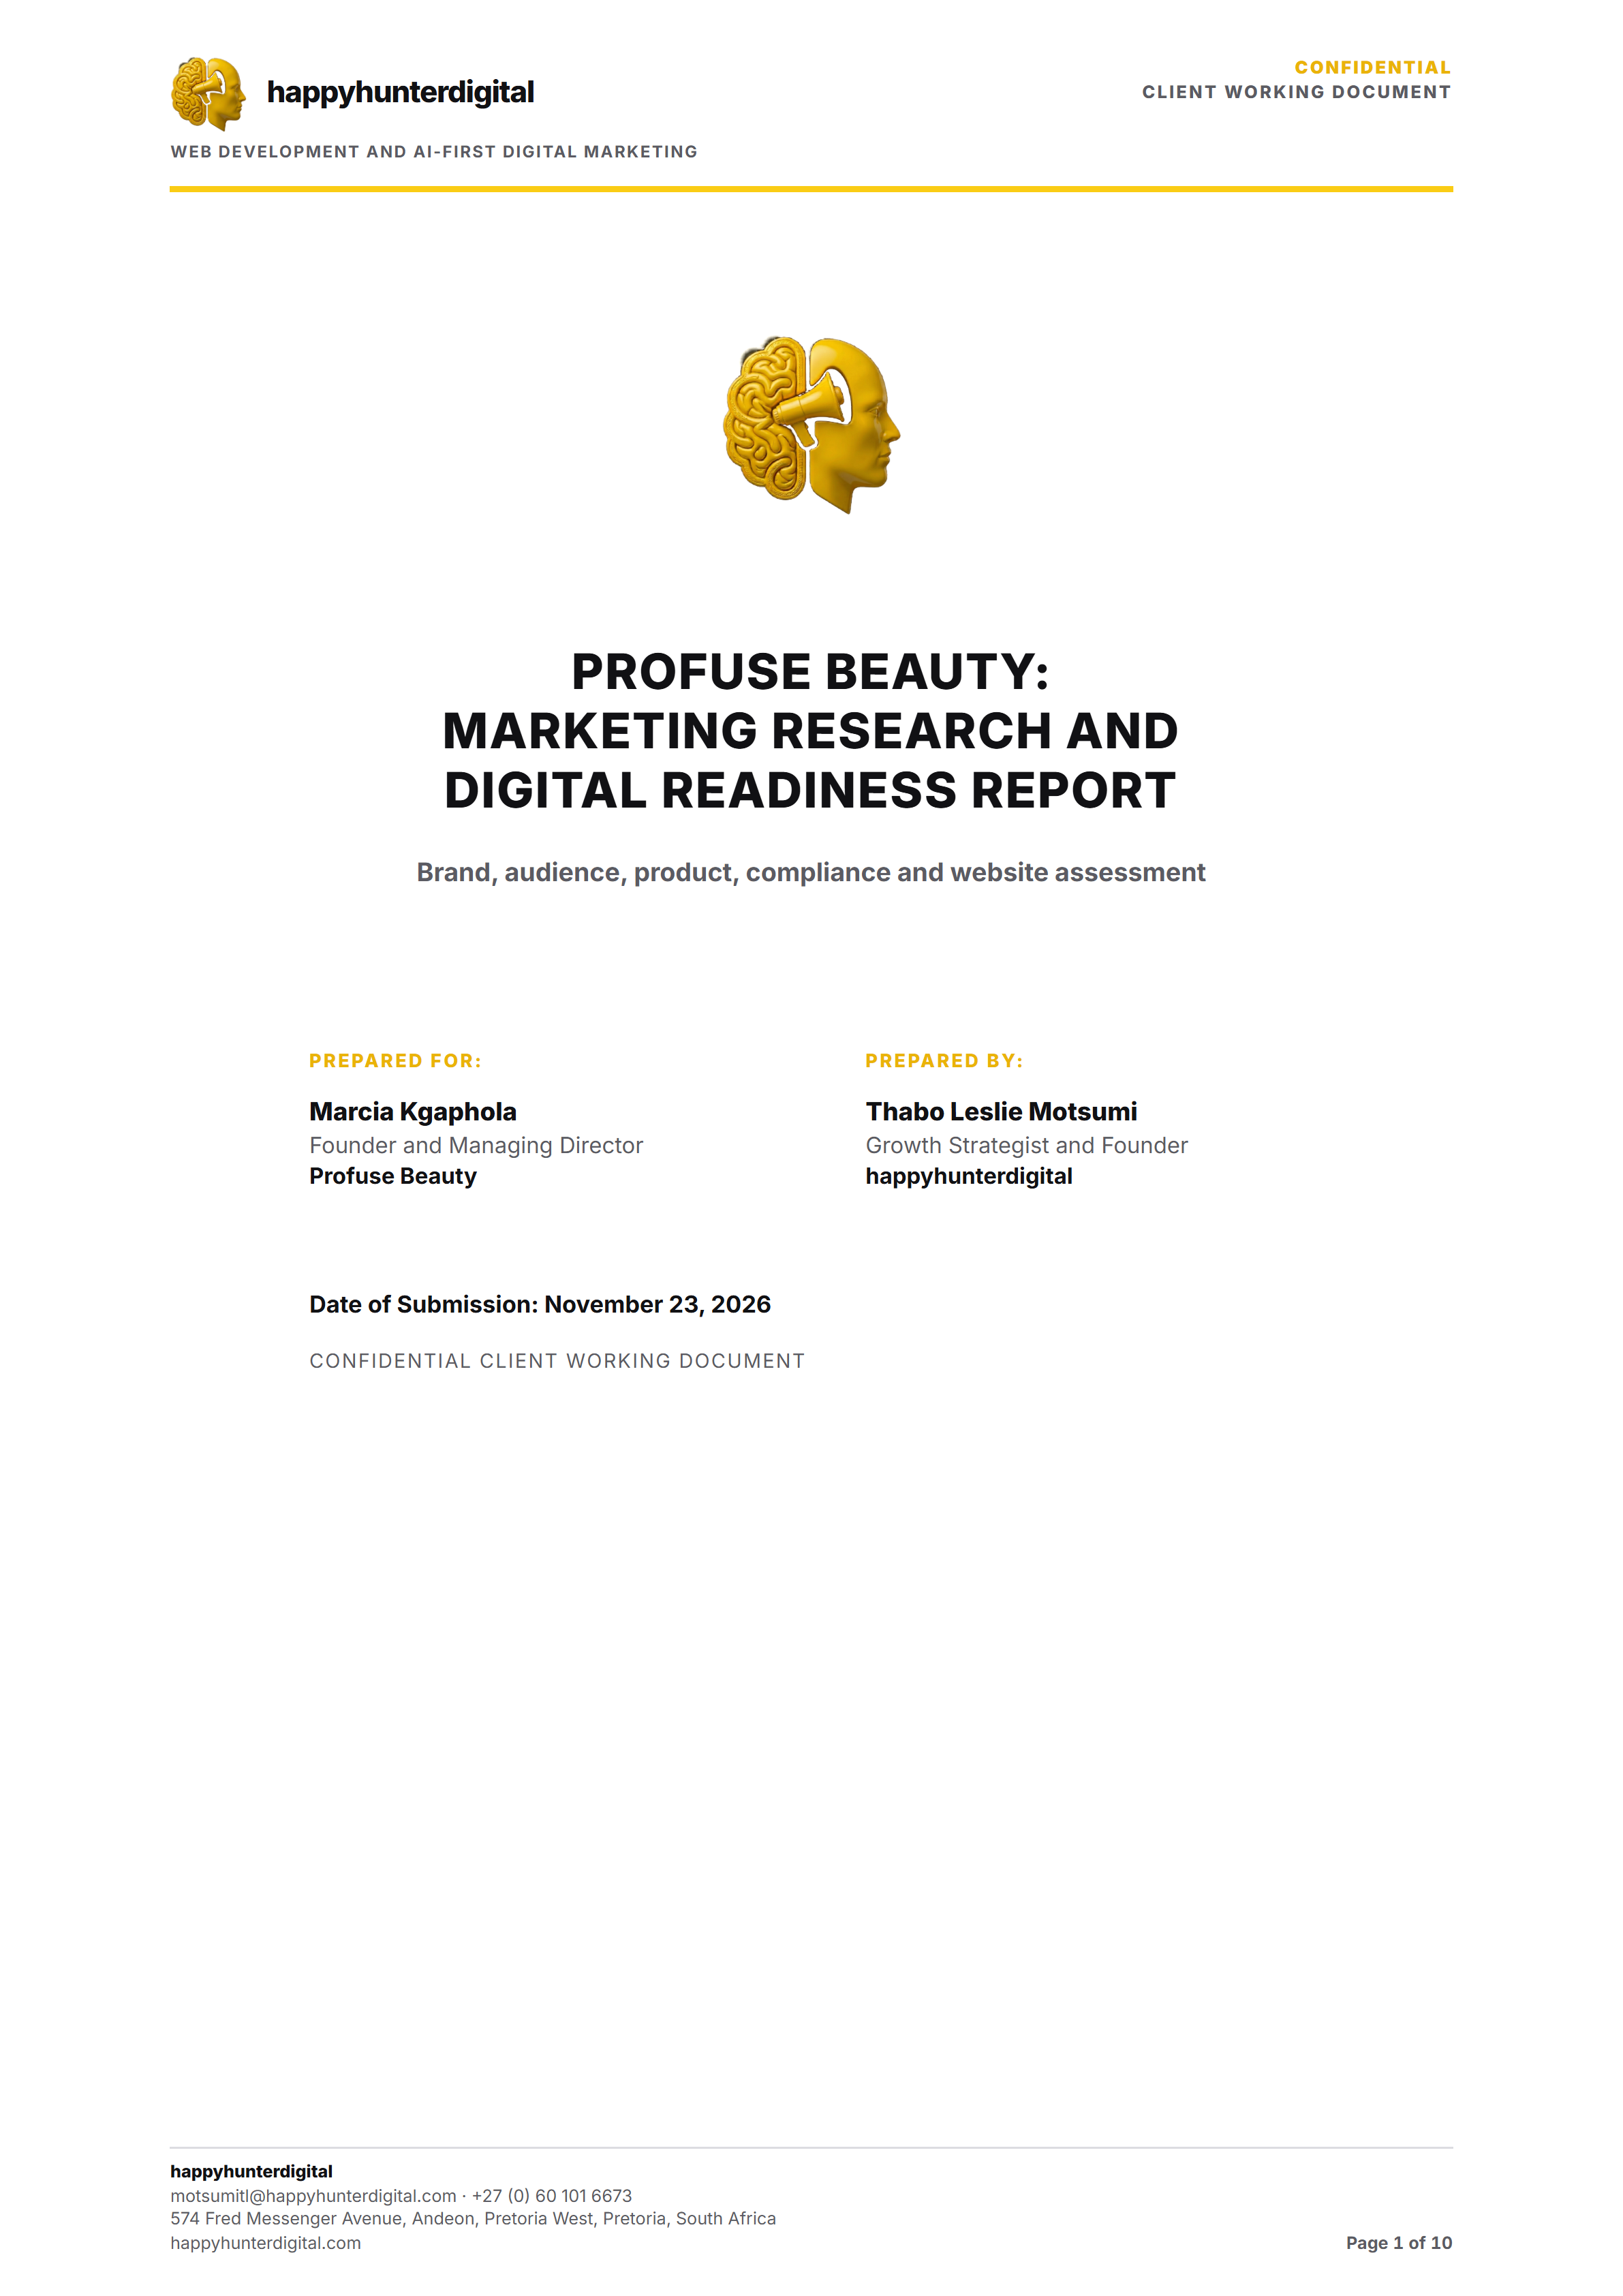 happyhunterdigital
WEB DEVELOPMENT AND AI-FIRST DIGITAL MARKETING
CONFIDENTIAL
CLIENT WORKING DOCUMENT
PROFUSE BEAUTY:
MARKETING RESEARCH AND
DIGITAL READINESS REPORT
Brand, audience, product, compliance and website assessment
PREPARED FOR:
Marcia Kgaphola
Founder and Managing Director
Profuse Beauty
PREPARED BY:
Thabo Leslie Motsumi
Growth Strategist and Founder
happyhunterdigital
Date of Submission: November 23, 2026
CONFIDENTIAL CLIENT WORKING DOCUMENT
happyhunterdigital
motsumitl@happyhunterdigital.com · +27 (0) 60 101 6673
574 Fred Messenger Avenue, Andeon, Pretoria West, Pretoria, South Africa
happyhunterdigital.com
Page 1 of 10